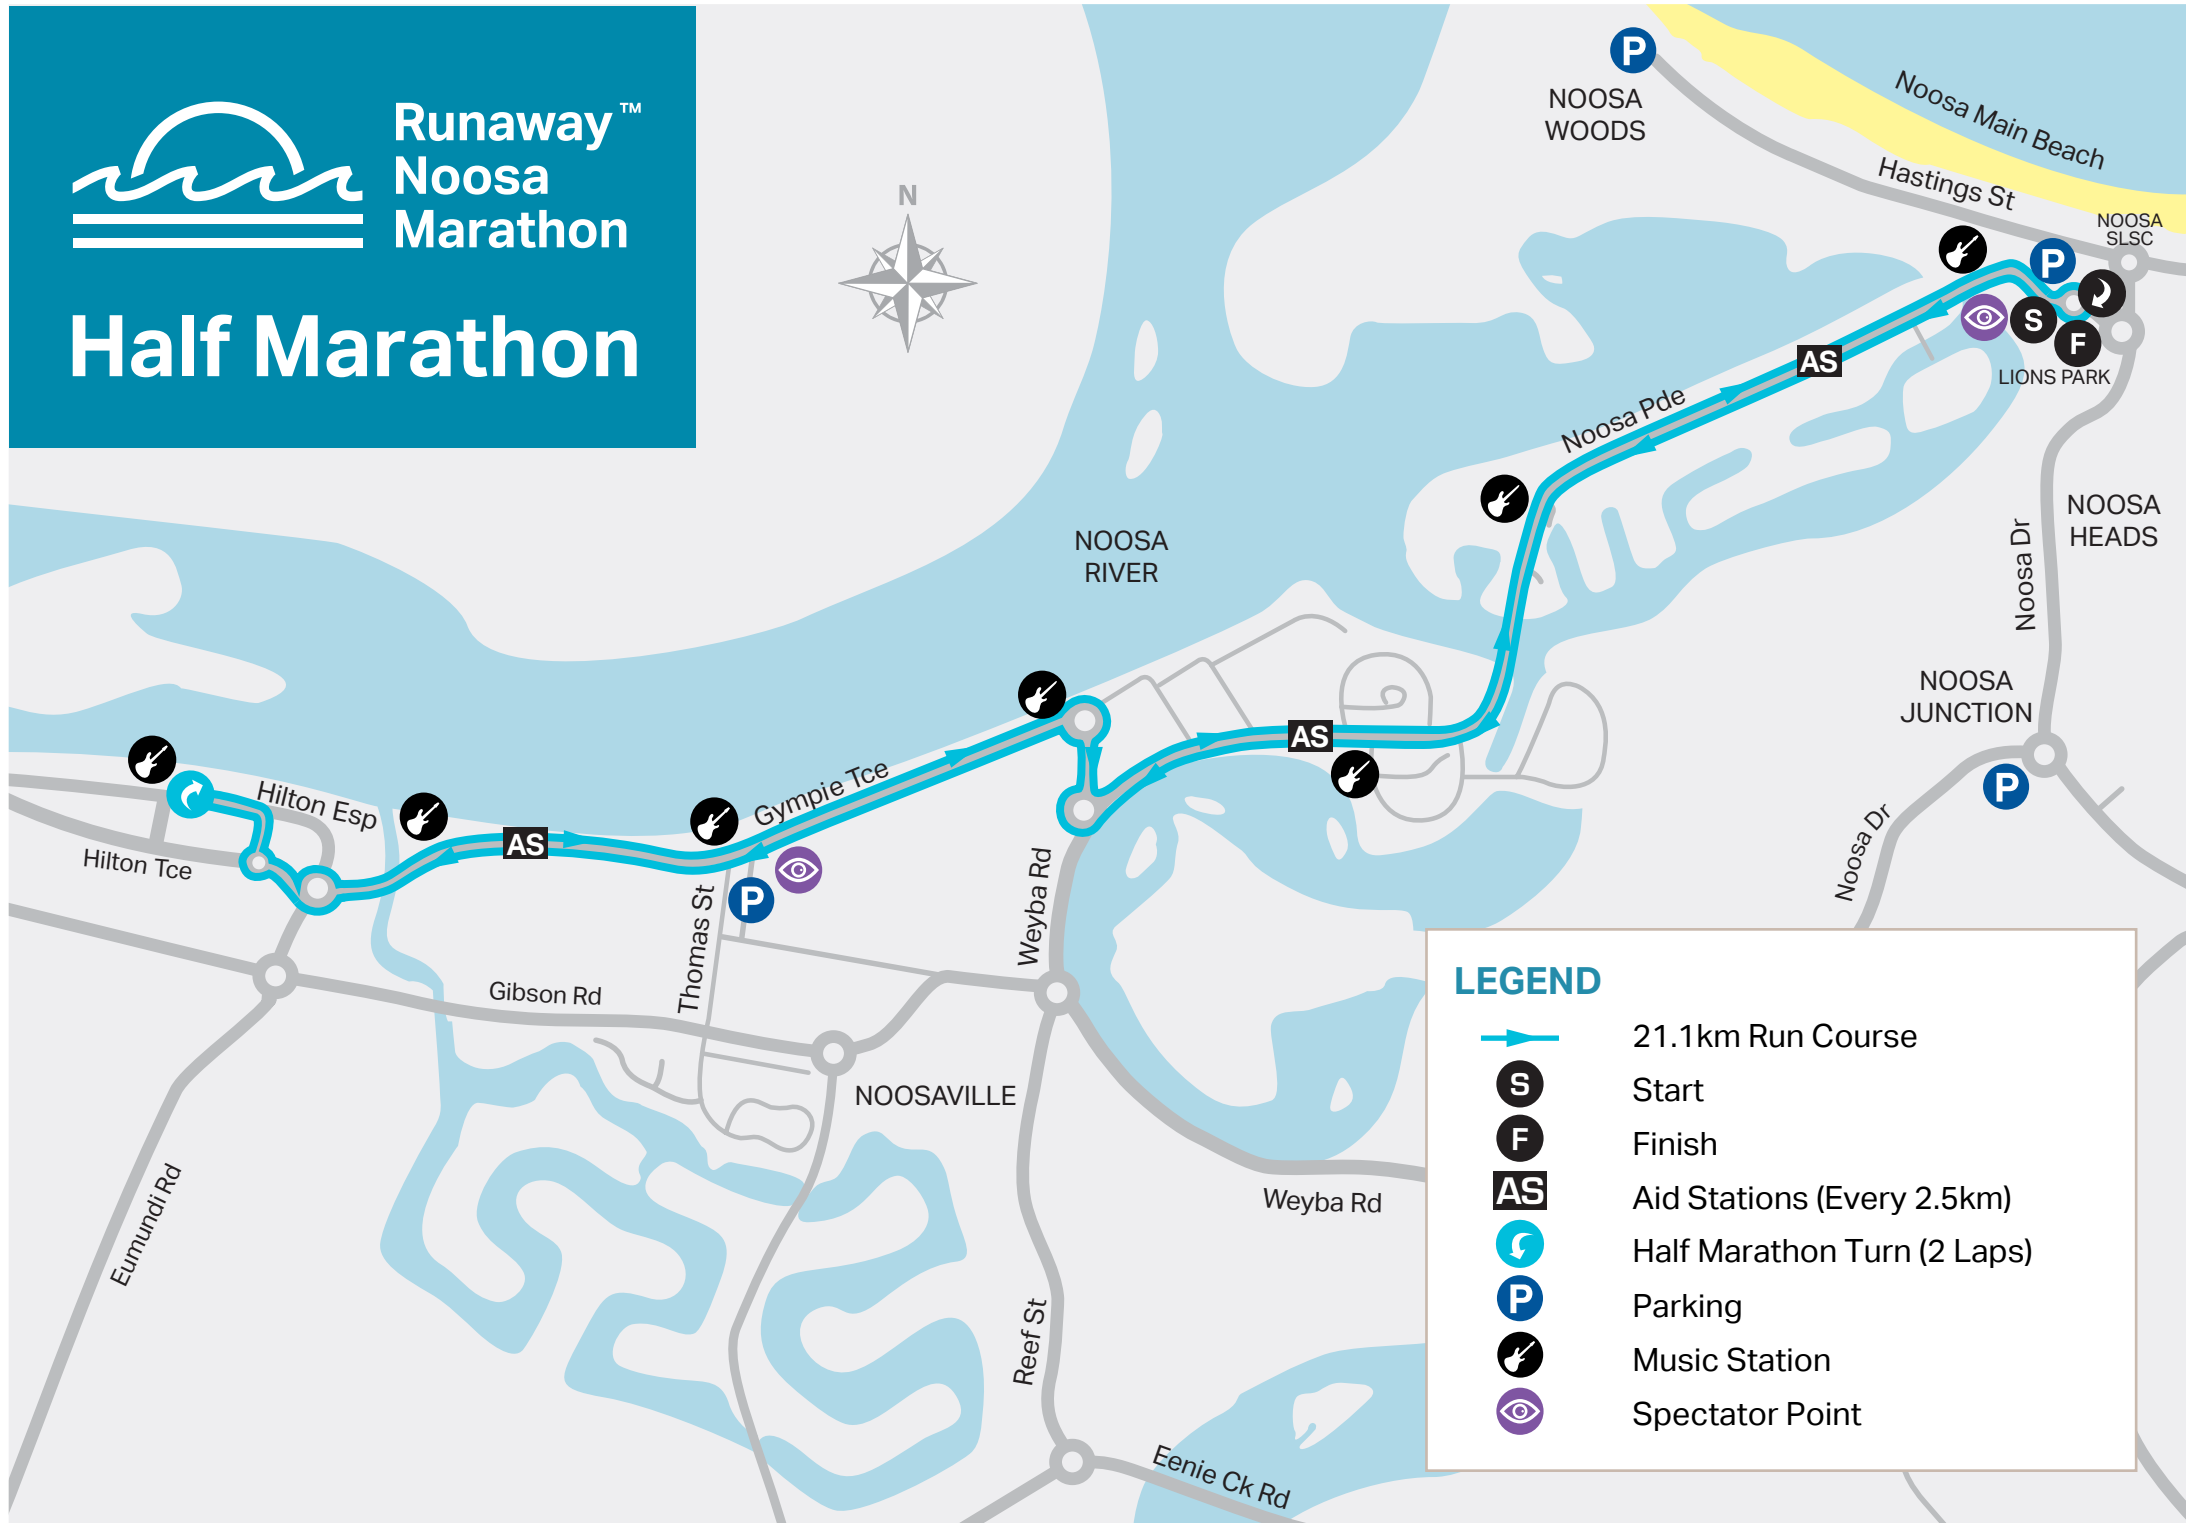 Runaway™
Noosa
Marathon
Half Marathon
N
P
NOOSA
WOODS
Noosa Main Beach
Hastings St
NOOSA
SLSC
P
S
F
LIONS PARK
AS
Noosa Pde
NOOSA
RIVER
NOOSA
HEADS
Noosa Dr
NOOSA
JUNCTION
P
Noosa Dr
AS
Gympie Tce
Hilton Esp
Hilton Tce
AS
P
Thomas St
Weyba Rd
Gibson Rd
NOOSAVILLE
Eumundi Rd
Weyba Rd
Reef St
Eenie Ck Rd
LEGEND
21.1km Run Course
S Start
F Finish
AS Aid Stations (Every 2.5km)
Half Marathon Turn (2 Laps)
P Parking
Music Station
Spectator Point